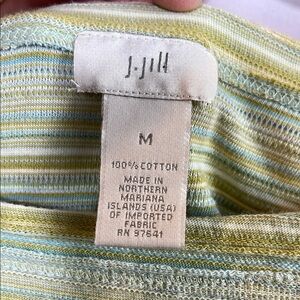 J.Jill
M
100% COTTON
MADE IN
NORTHERN
MARIANA
ISLANDS (USA)
OF IMPORTED
FABRIC
RN 97641